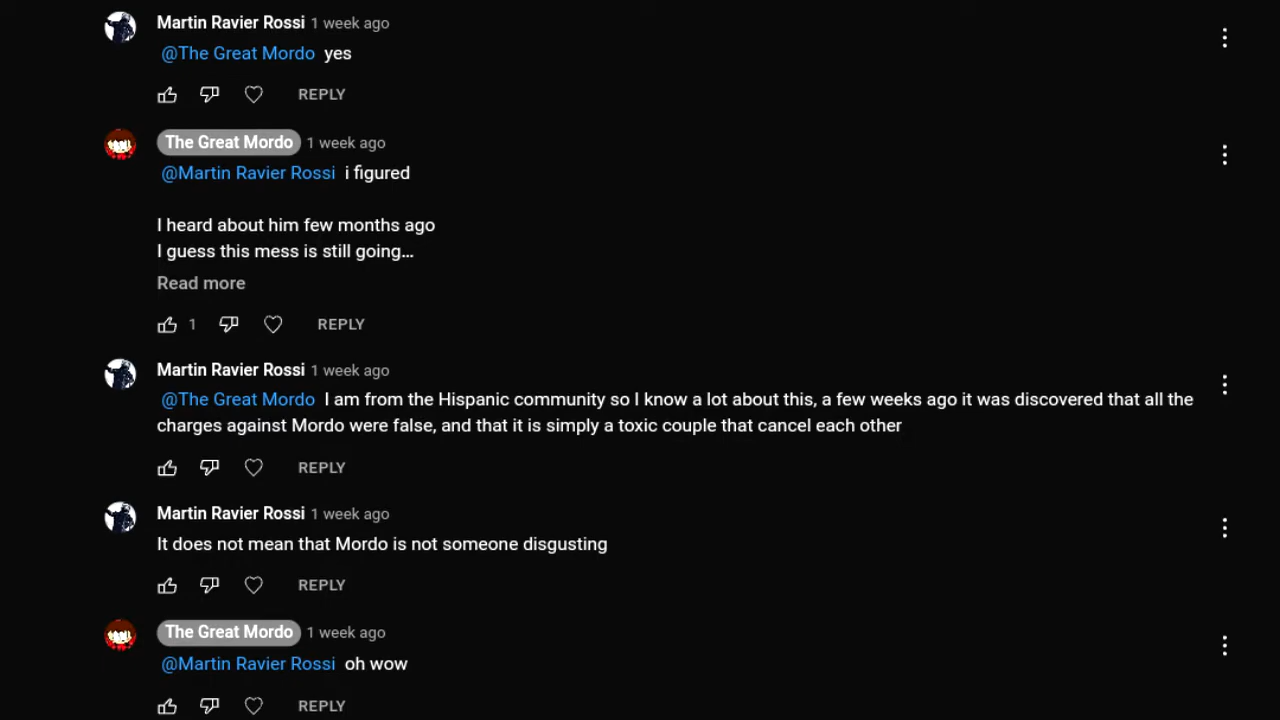 Martin Ravier Rossi 1 week ago
@The Great Mordo yes
REPLY
The Great Mordo 1 week ago
@Martin Ravier Rossi i figured
I heard about him few months ago
I guess this mess is still going...
Read more
1 REPLY
Martin Ravier Rossi 1 week ago
@The Great Mordo I am from the Hispanic community so I know a lot about this, a few weeks ago it was discovered that all the
charges against Mordo were false, and that it is simply a toxic couple that cancel each other
REPLY
Martin Ravier Rossi 1 week ago
It does not mean that Mordo is not someone disgusting
REPLY
The Great Mordo 1 week ago
@Martin Ravier Rossi oh wow
REPLY